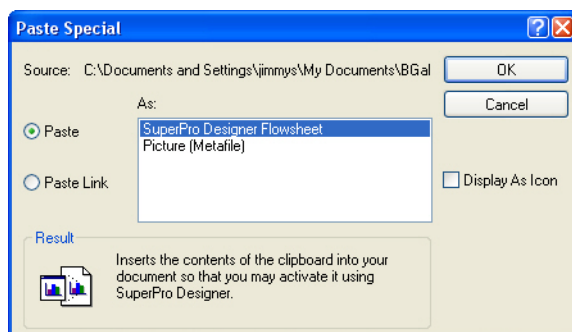 Paste Special
Source: C:\Documents and Settings\jimmys\My Documents\BGal
OK
Cancel
As:
Paste
Paste Link
SuperPro Designer Flowsheet
Picture (Metafile)
Display As Icon
Result
Inserts the contents of the clipboard into your
document so that you may activate it using
SuperPro Designer.